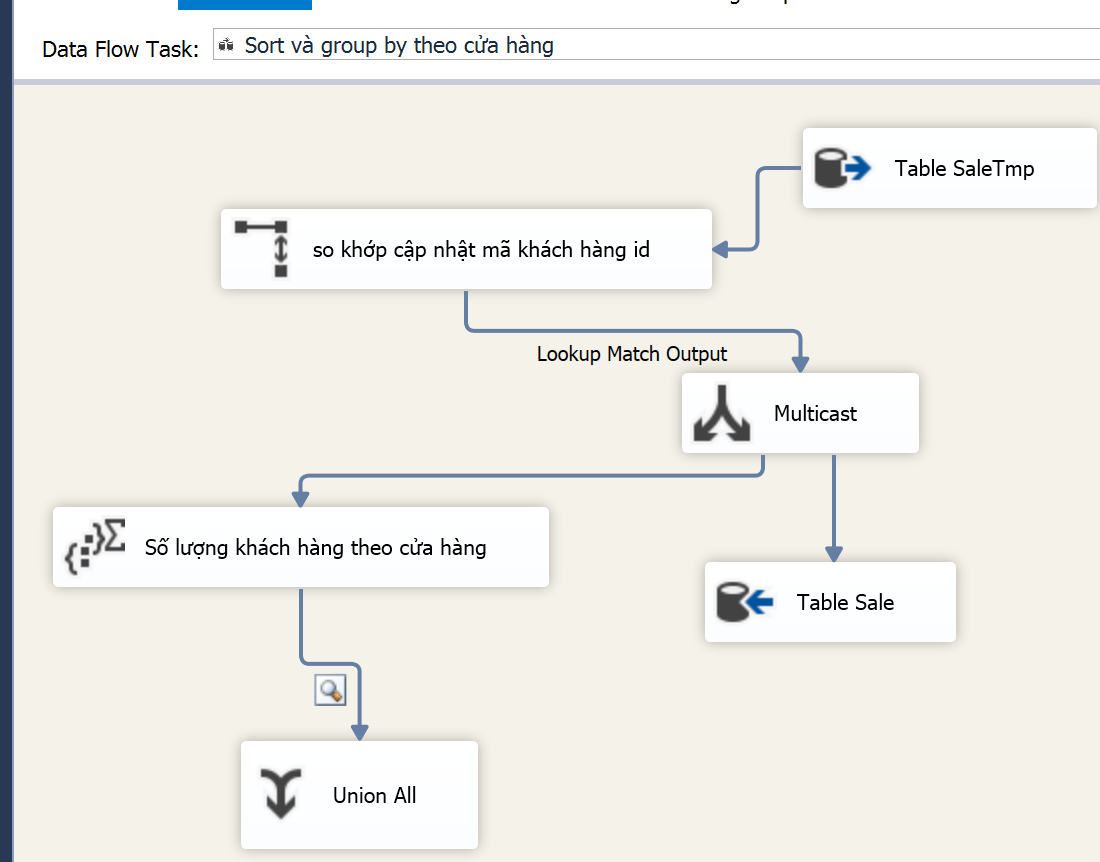 Data Flow Task:
Sort và group by theo cửa hàng
Table SaleTmp
so khớp cập nhật mã khách hàng id
Lookup Match Output
Multicast
Số lượng khách hàng theo cửa hàng
Table Sale
Union All